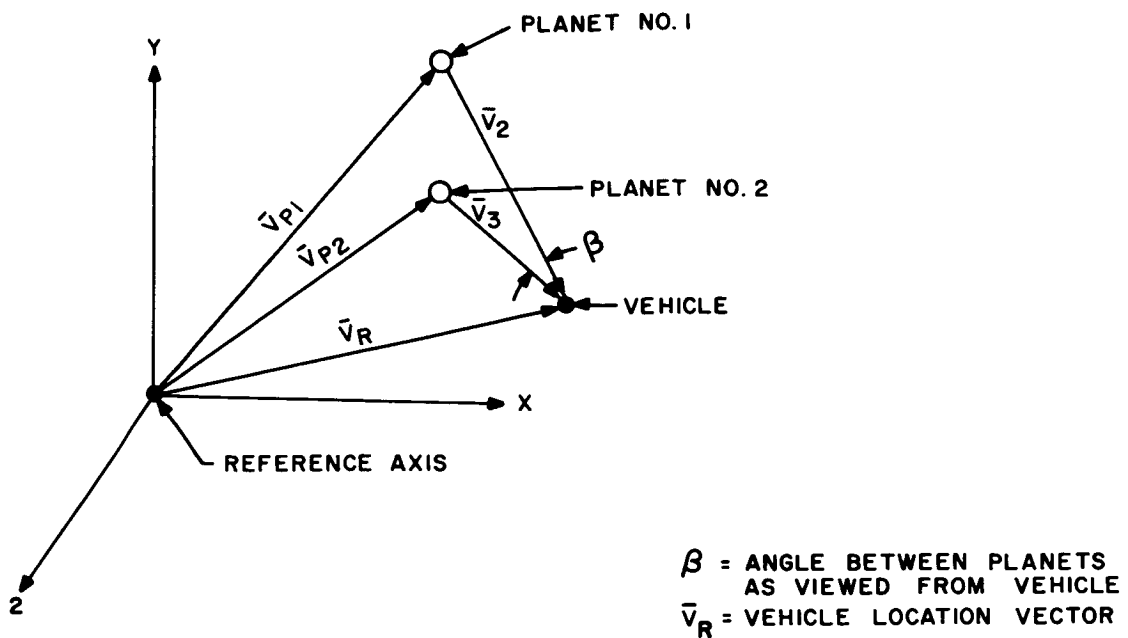 PLANET NO. 1
Y
V̄2
PLANET NO. 2
V̄P1
V̄3
V̄P2
β
VEHICLE
V̄R
X
REFERENCE AXIS
2
β = ANGLE BETWEEN PLANETS
AS VIEWED FROM VEHICLE
V̄R = VEHICLE LOCATION VECTOR